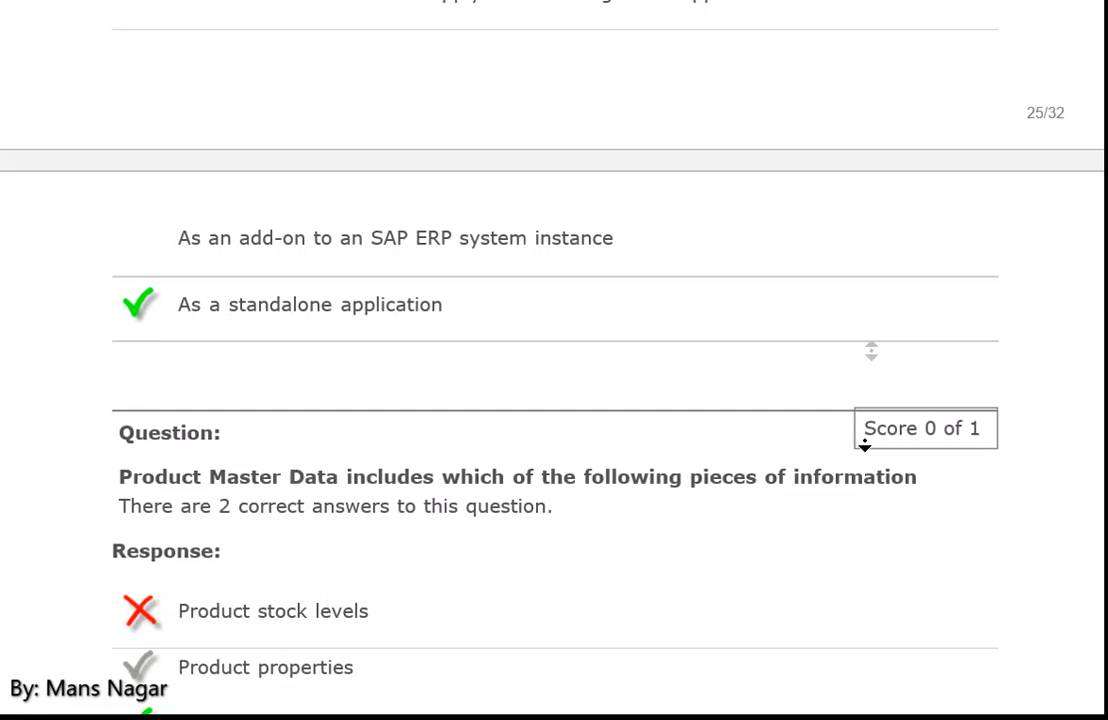 25/32
As an add-on to an SAP ERP system instance
As a standalone application
Score 0 of 1
Question:
Product Master Data includes which of the following pieces of information
There are 2 correct answers to this question.
Response:
Product stock levels
Product properties
By: Mans Nagar